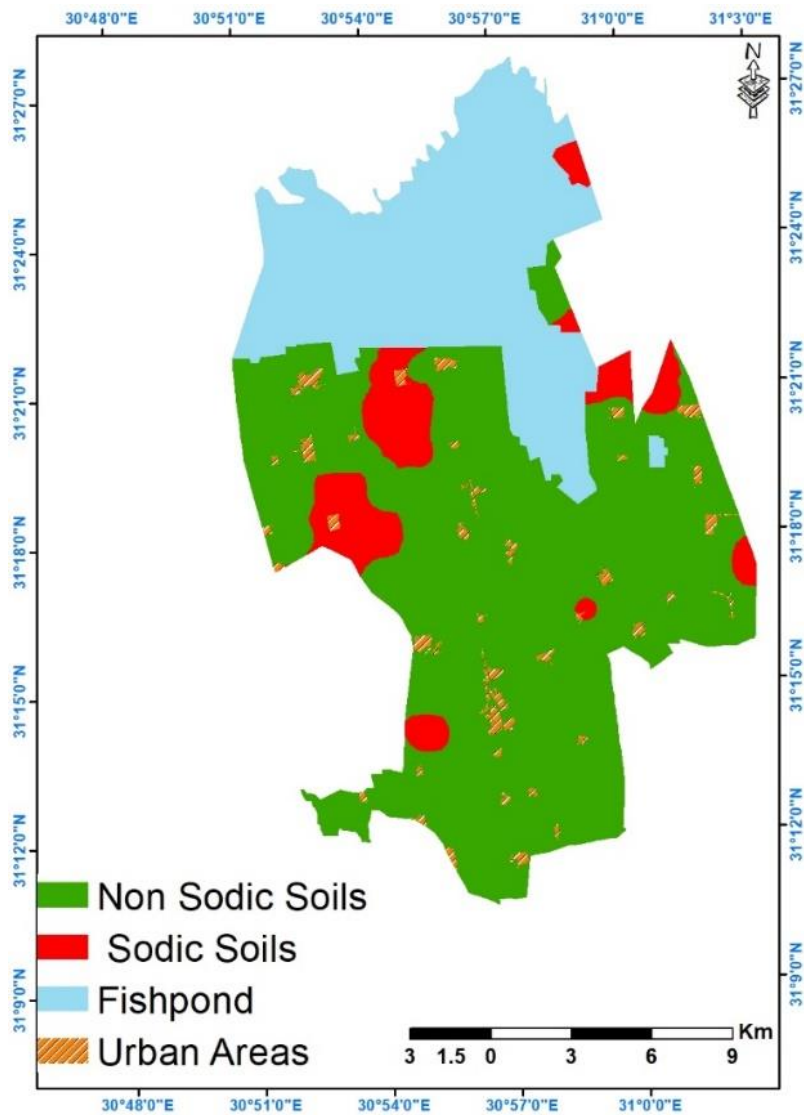 30°48'0"E 30°51'0"E 30°54'0"E 30°57'0"E 31°0'0"E 31°3'0"E
N
31°27'0"N 31°27'0"N
31°24'0"N 31°24'0"N
31°21'0"N 31°21'0"N
31°18'0"N 31°18'0"N
31°15'0"N 31°15'0"N
31°12'0"N 31°12'0"N
31°9'0"N 31°9'0"N
Non Sodic Soils
Sodic Soils
Fishpond
Urban Areas
Km
3 1.5 0 3 6 9
30°48'0"E 30°51'0"E 30°54'0"E 30°57'0"E 31°0'0"E